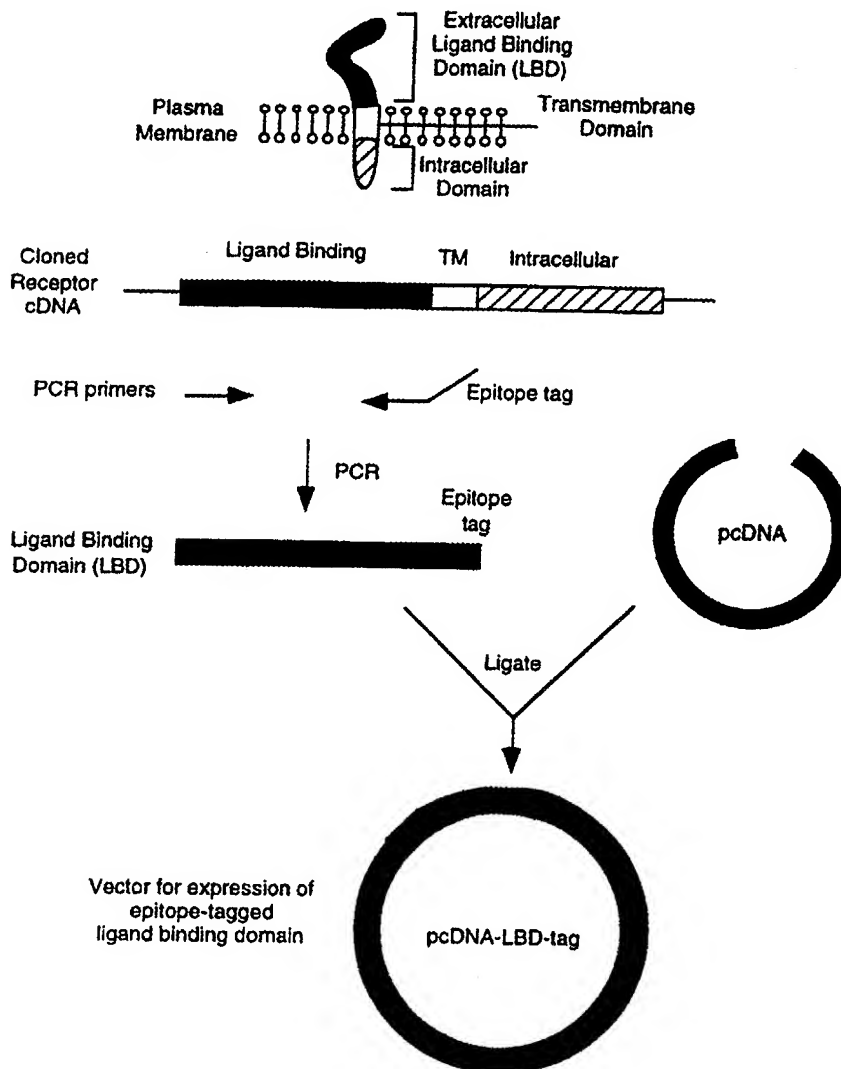 Extracellular
Ligand Binding
Domain (LBD)
Plasma
Membrane
Transmembrane
Domain
Intracellular
Domain
Cloned
Receptor
cDNA
Ligand Binding
TM
Intracellular
PCR primers
Epitope tag
PCR
Epitope
tag
Ligand Binding
Domain (LBD)
pcDNA
Ligate
Vector for expression of
epitope-tagged
ligand binding domain
pcDNA-LBD-tag